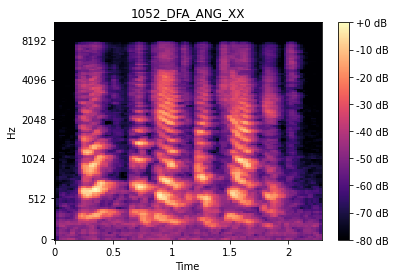 1052_DFA_ANG_XX
+0 dB
8192
-10 dB
4096
-20 dB
-30 dB
2048
-40 dB
Hz
1024
-50 dB
512
-60 dB
-70 dB
0
-80 dB
0 0.5 1 1.5 2
Time